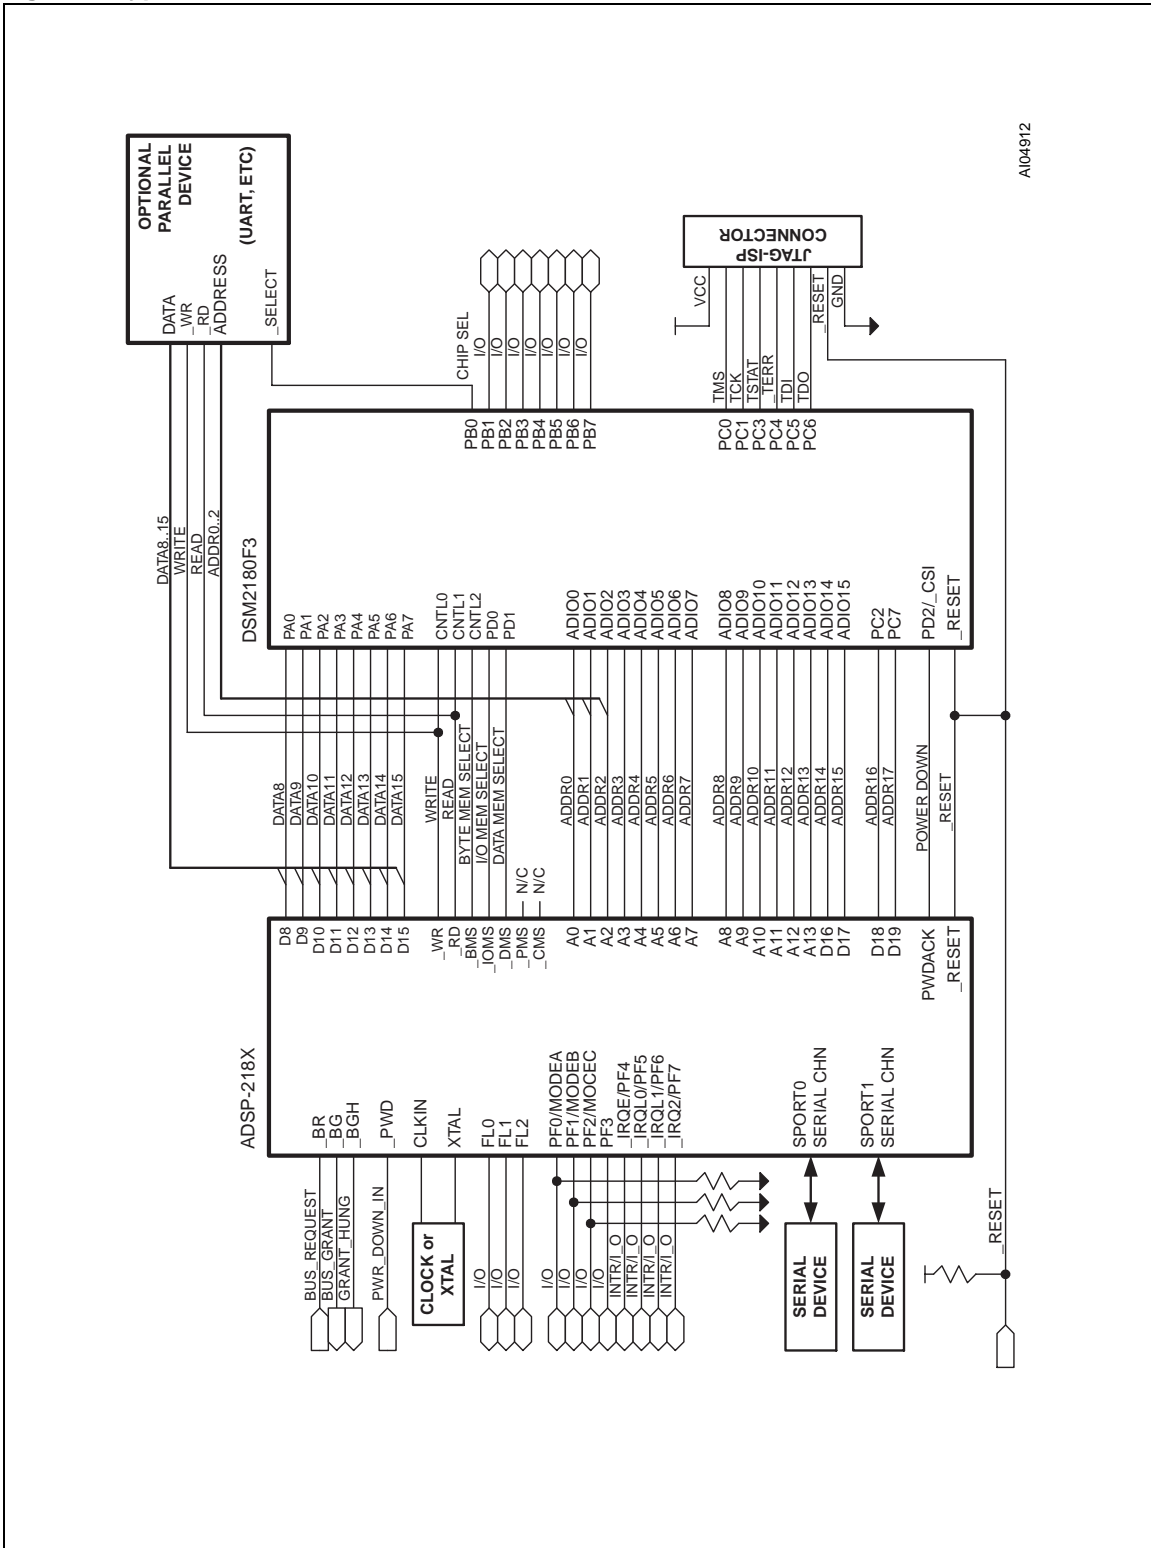 OPTIONAL
PARALLEL
DEVICE
(UART, ETC)
DATA
_WR
_RD
ADDRESS
_SELECT
DATA8..15
WRITE
READ
ADDR0..2
CHIP SEL
I/O
I/O
I/O
I/O
I/O
I/O
I/O
DSM2180F3
PA0
PA1
PA2
PA3
PA4
PA5
PA6
PA7
CNTL0
CNTL1
CNTL2
PD0
PD1
ADIO0
ADIO1
ADIO2
ADIO3
ADIO4
ADIO5
ADIO6
ADIO7
ADIO8
ADIO9
ADIO10
ADIO11
ADIO12
ADIO13
ADIO14
ADIO15
PC2
PC7
PD2/_CSI
_RESET
PB0
PB1
PB2
PB3
PB4
PB5
PB6
PB7
PC0
PC1
PC3
PC4
PC5
PC6
TMS
TCK
TSTAT
_TERR
TDI
TDO
VCC
_RESET
GND
JTAG-ISP
CONNECTOR
DATA8
DATA9
DATA10
DATA11
DATA12
DATA13
DATA14
DATA15
WRITE
READ
BYTE MEM SELECT
I/O MEM SELECT
DATA MEM SELECT
N/C
N/C
ADDR0
ADDR1
ADDR2
ADDR3
ADDR4
ADDR5
ADDR6
ADDR7
ADDR8
ADDR9
ADDR10
ADDR11
ADDR12
ADDR13
ADDR14
ADDR15
ADDR16
ADDR17
POWER DOWN
_RESET
ADSP-218X
D8
D9
D10
D11
D12
D13
D14
D15
_WR
_RD
_BMS
_IOMS
_DMS
_PMS
_CMS
A0
A1
A2
A3
A4
A5
A6
A7
A8
A9
A10
A11
A12
A13
D16
D17
D18
D19
PWDACK
_RESET
_BR
_BG
_BGH
_PWD
CLKIN
XTAL
FL0
FL1
FL2
PF0/MODEA
PF1/MODEB
PF2/MOCEC
PF3
_IRQE/PF4
_IRQL0/PF5
_IRQL1/PF6
_IRQ2/PF7
SPORT0
SERIAL CHN
SPORT1
SERIAL CHN
BUS_REQUEST
BUS_GRANT
GRANT_HUNG
PWR_DOWN_IN
CLOCK or
XTAL
I/O
I/O
I/O
I/O
I/O
I/O
I/O
INTR/I_O
INTR/I_O
INTR/I_O
INTR/I_O
SERIAL
DEVICE
SERIAL
DEVICE
_RESET
AI04912